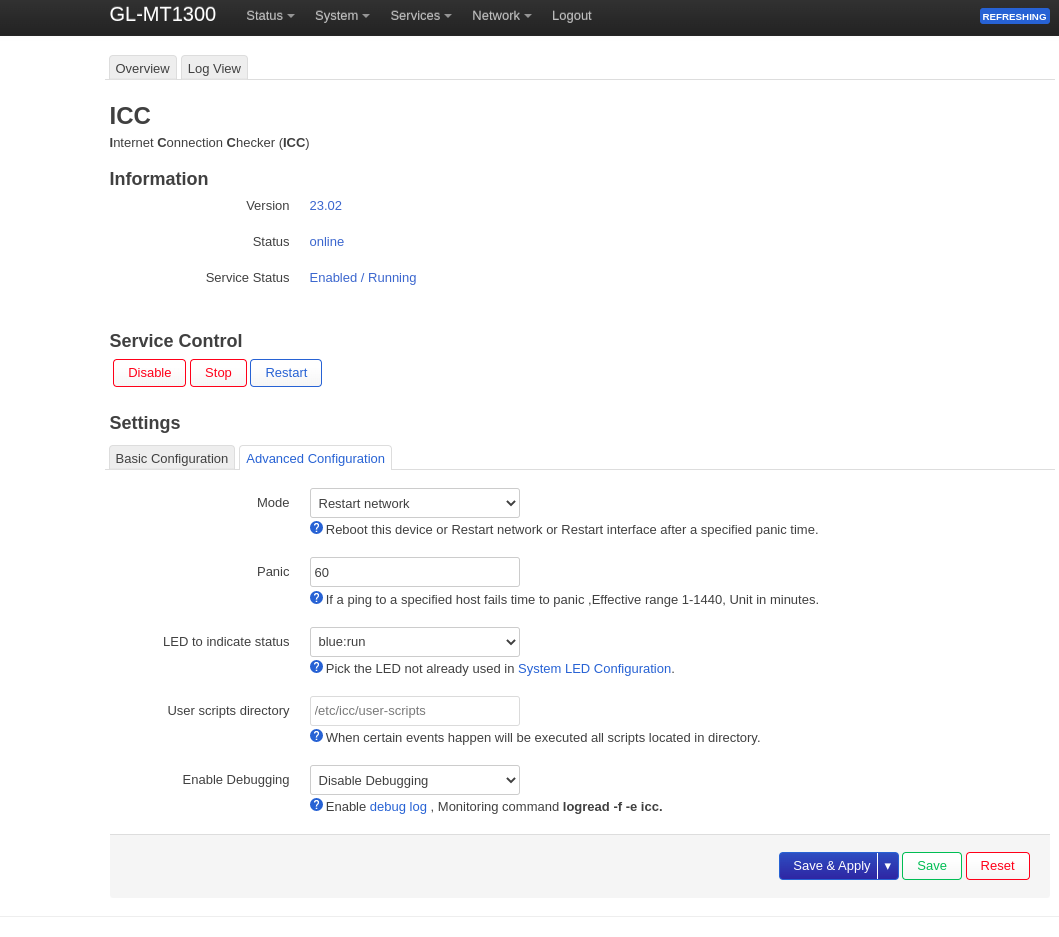 GL-MT1300 Status System Services Network Logout REFRESHING
Overview Log View
ICC
Internet Connection Checker (ICC)
Information
Version 23.02
Status online
Service Status Enabled / Running
Service Control
Disable Stop Restart
Settings
Basic Configuration Advanced Configuration
Mode Restart network
Reboot this device or Restart network or Restart interface after a specified panic time.
Panic 60
If a ping to a specified host fails time to panic ,Effective range 1-1440, Unit in minutes.
LED to indicate status blue:run
Pick the LED not already used in System LED Configuration.
User scripts directory /etc/icc/user-scripts
When certain events happen will be executed all scripts located in directory.
Enable Debugging Disable Debugging
Enable debug log , Monitoring command logread -f -e icc.
Save & Apply Save Reset